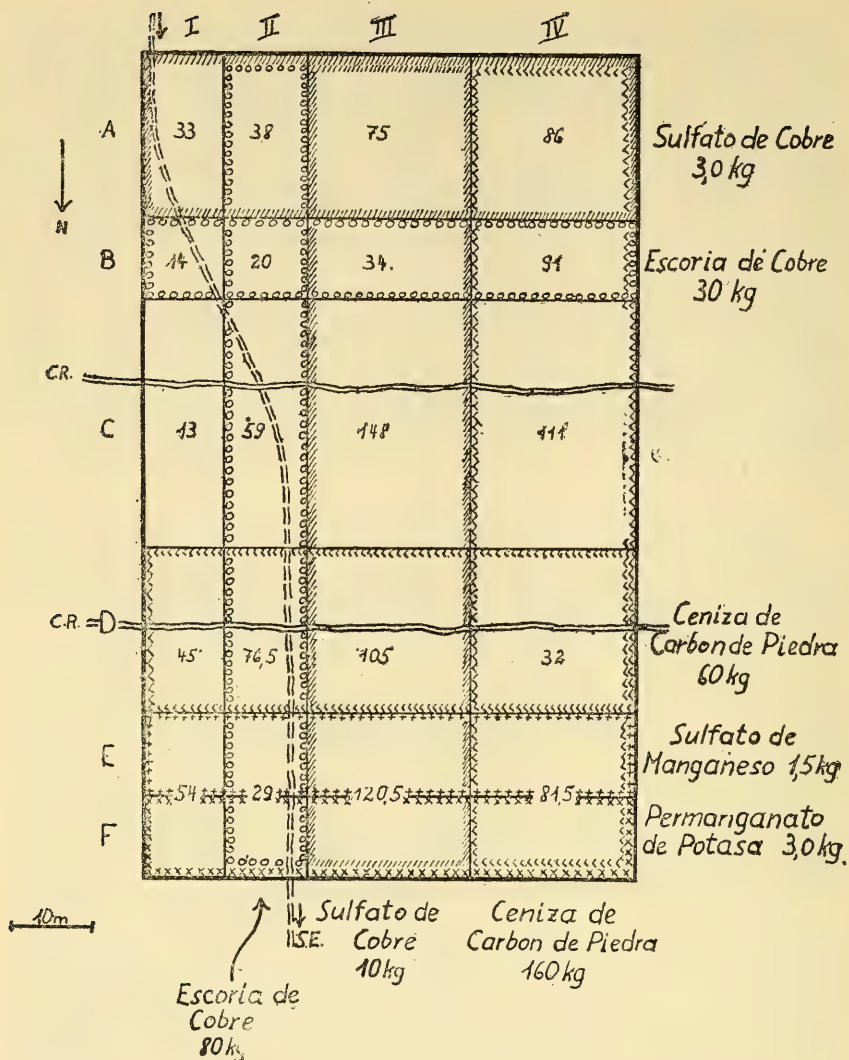 I II III IV
A 33 38 75 86
Sulfato de Cobre
3,0 kg
N
B 14 20 34. 91
Escoria de Cobre
30 kg
C.R.
C 13 59 148 111
C.R. D
45 76,5 105 32
Ceniza de
Carbon de Piedra
60 kg
E
Sulfato de
Manganeso 1,5 kg
54 29 120,5 81,5
F
Permanganato
de Potasa 3,0 kg.
10m
S.E.
Sulfato de
Cobre
10 kg
Ceniza de
Carbon de Piedra
160 kg
Escoria de
Cobre
80 kg